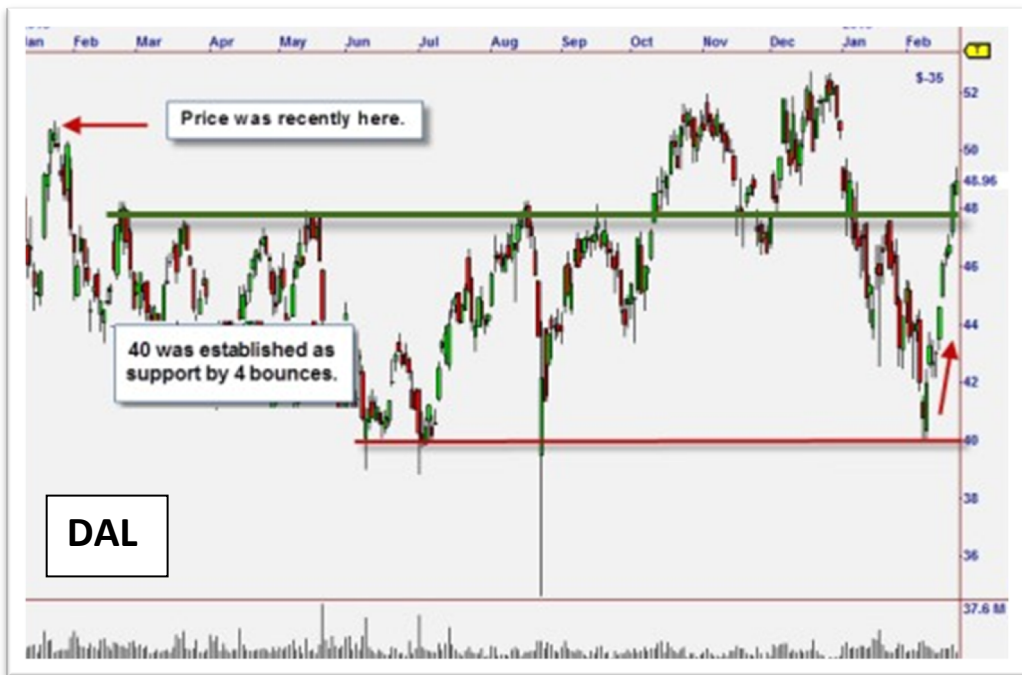 Jan Feb Mar Apr May Jun Jul Aug Sep Oct Nov Dec Jan Feb
T
$-35
Price was recently here.
52
50
48.96
48
46
44
40 was established as
support by 4 bounces.
42
40
38
DAL
36
37.6 M